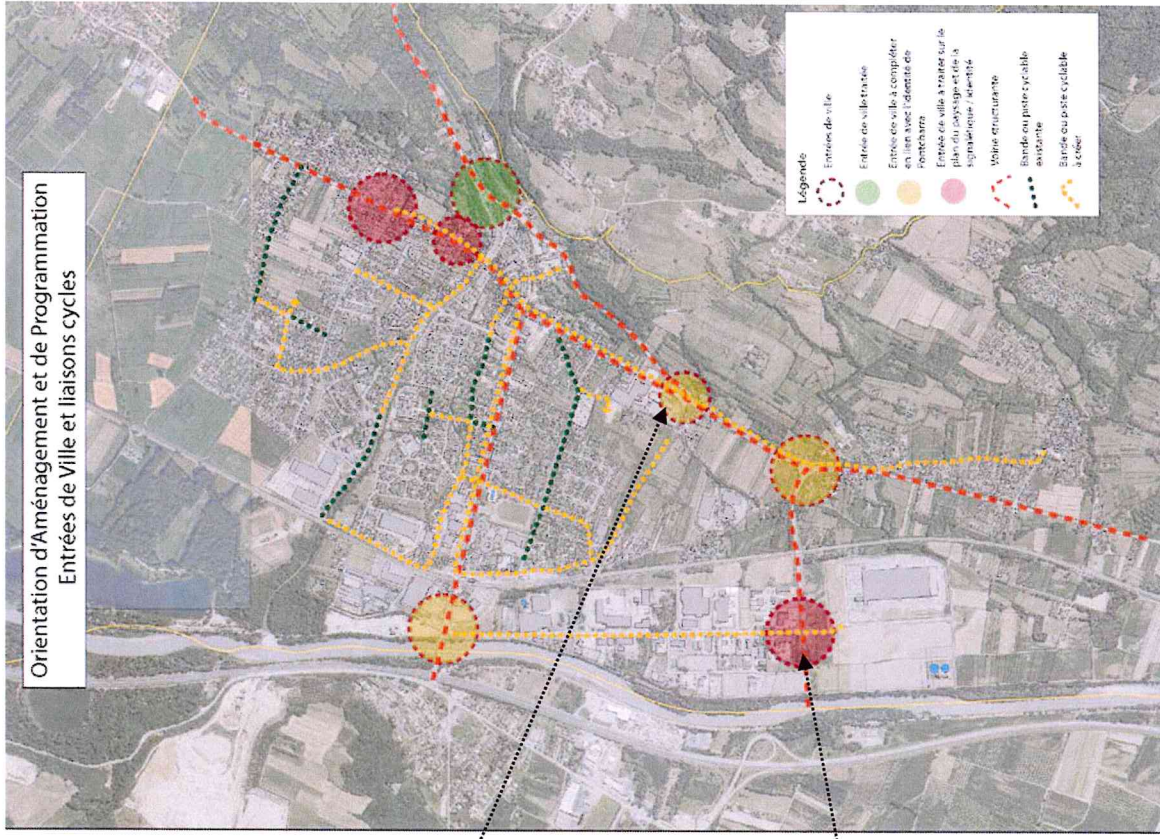 Orientation d'Aménagement et de Programmation
Entrées de Ville et liaisons cycles
Légende
Entrées de ville
Entrée de ville traitée
Entrée de ville à compléter
en lien avec l'identité de
Pontcharra
Entrée de ville à traiter sur le
plan du paysage et de la
signalétique / identité
Voirie structurante
Bande ou piste cyclable
existante
Bande ou piste cyclable
à créer